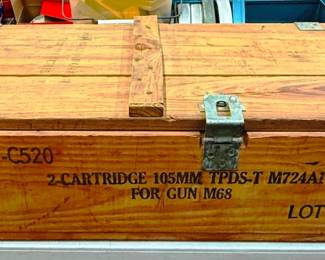 -C520
2-CARTRIDGE 105MM TPDS-T M724A1
FOR GUN M68
LOT